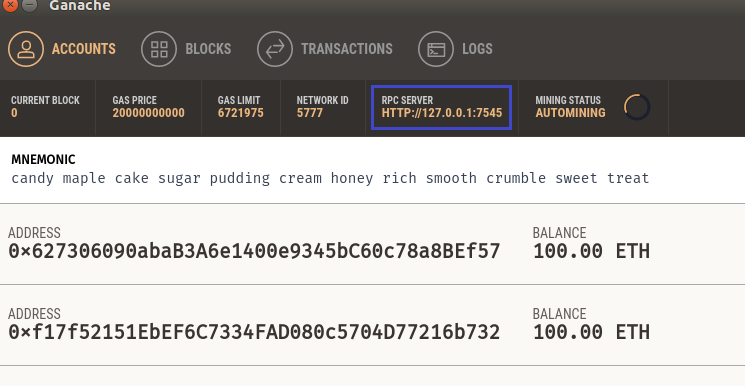 Ganache
ACCOUNTS BLOCKS TRANSACTIONS LOGS
CURRENT BLOCK GAS PRICE GAS LIMIT NETWORK ID RPC SERVER MINING STATUS
0 20000000000 6721975 5777 HTTP://127.0.0.1:7545 AUTOMINING
MNEMONIC
candy maple cake sugar pudding cream honey rich smooth crumble sweet treat
ADDRESS BALANCE
0×627306090abaB3A6e1400e9345bC60c78a8BEf57 100.00 ETH
ADDRESS BALANCE
0×f17f52151EbEF6C7334FAD080c5704D77216b732 100.00 ETH